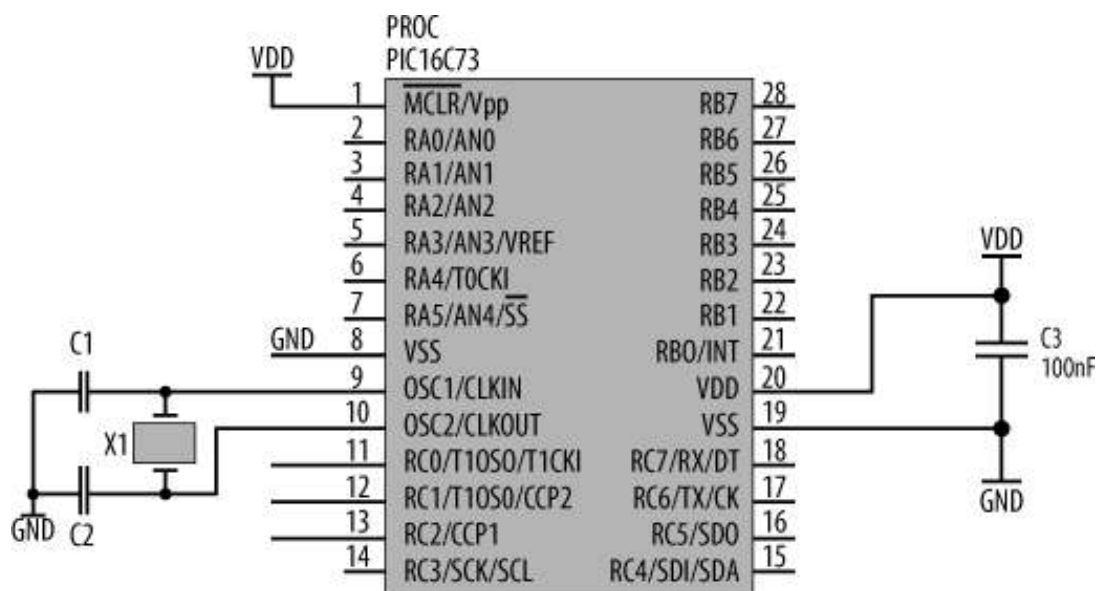 PROC
PIC16C73
VDD
1 MCLR/Vpp
2 RA0/AN0
3 RA1/AN1
4 RA2/AN2
5 RA3/AN3/VREF
6 RA4/T0CKI
7 RA5/AN4/SS
GND 8 VSS
9 OSC1/CLKIN
10 OSC2/CLKOUT
11 RC0/T1OSO/T1CKI
12 RC1/T1OS0/CCP2
13 RC2/CCP1
14 RC3/SCK/SCL
RB7 28
RB6 27
RB5 26
RB4 25
RB3 24
RB2 23
RB1 22
RBO/INT 21
VDD 20
VSS 19
RC7/RX/DT 18
RC6/TX/CK 17
RC5/SDO 16
RC4/SDI/SDA 15
C1
X1
C2
GND
VDD
C3
100nF
GND